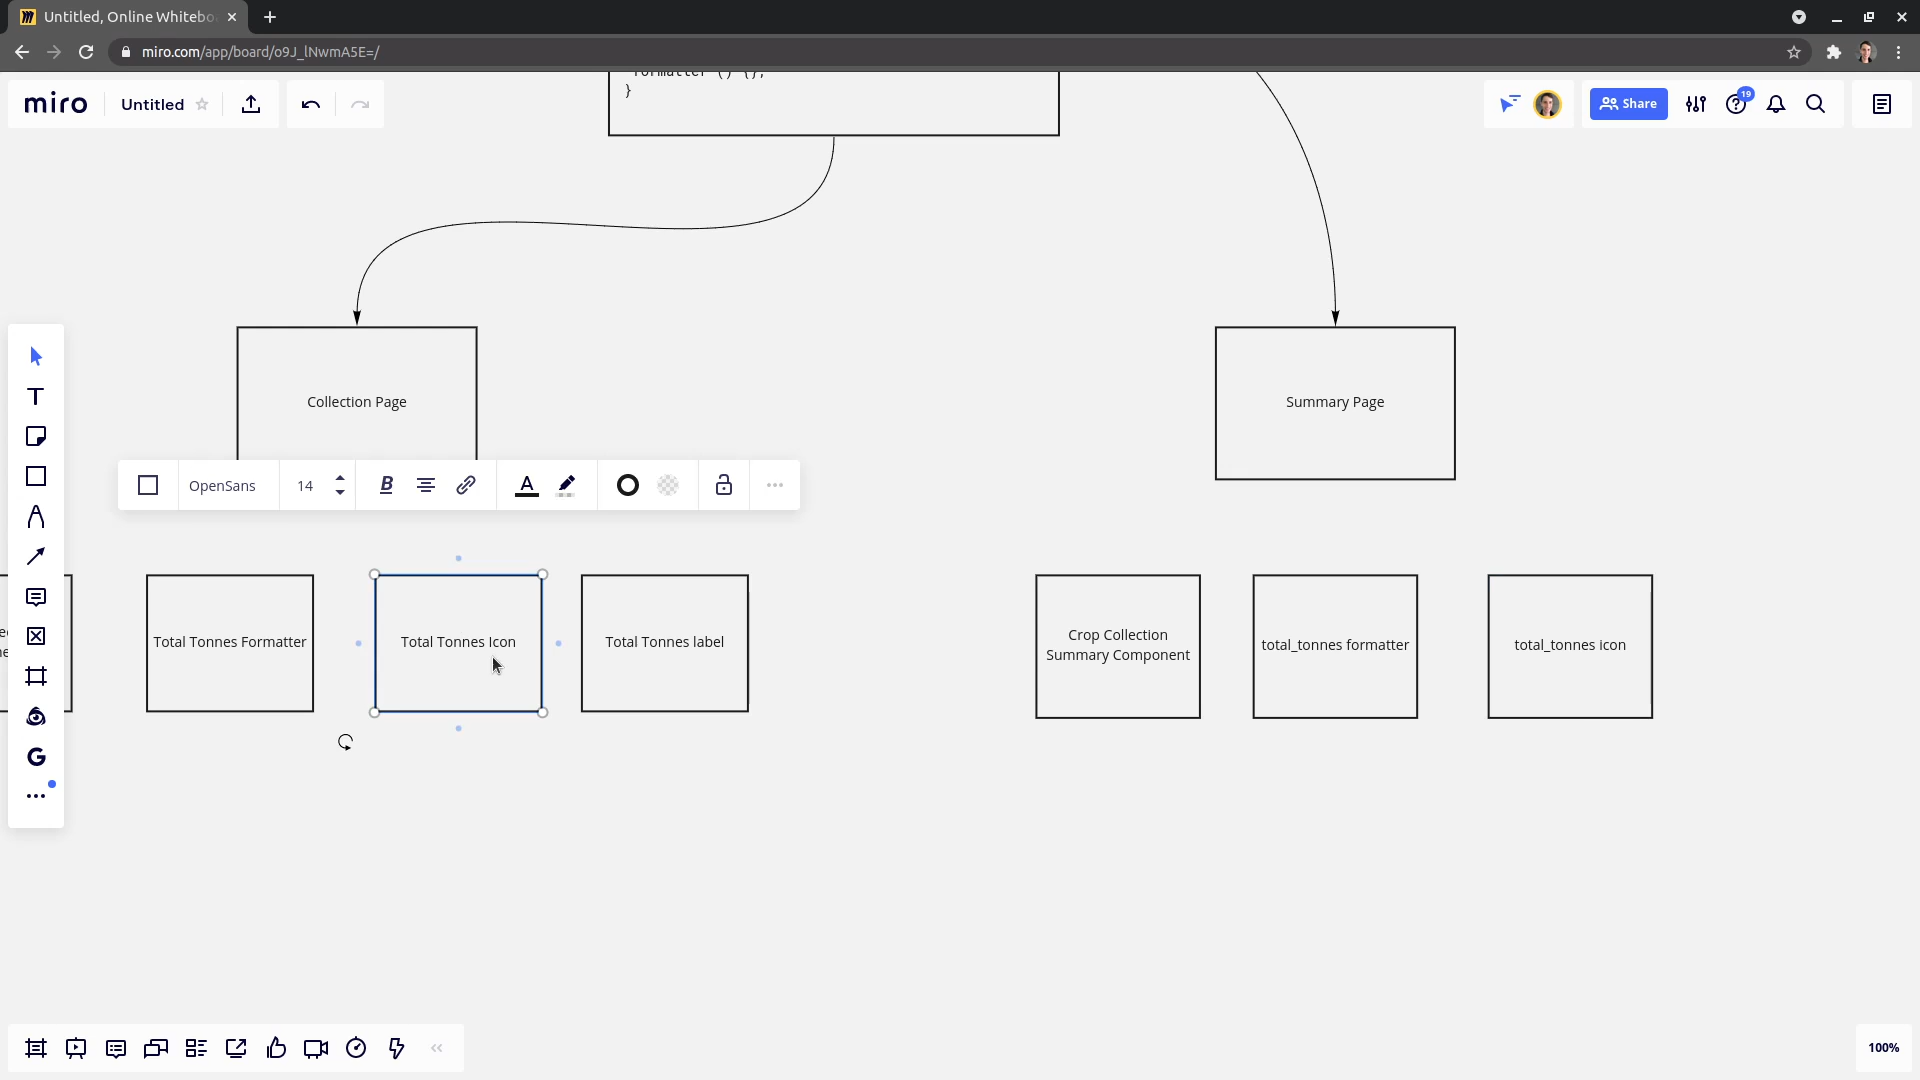 Untitled, Online Whitebo
miro.com/app/board/o9J_lNwmA5E=/
miro
Untitled
formatter () {},
}
Share
19
Collection Page
Summary Page
OpenSans
14
B
A
Total Tonnes Formatter
Total Tonnes Icon
Total Tonnes label
Crop Collection
Summary Component
total_tonnes formatter
total_tonnes icon
100%